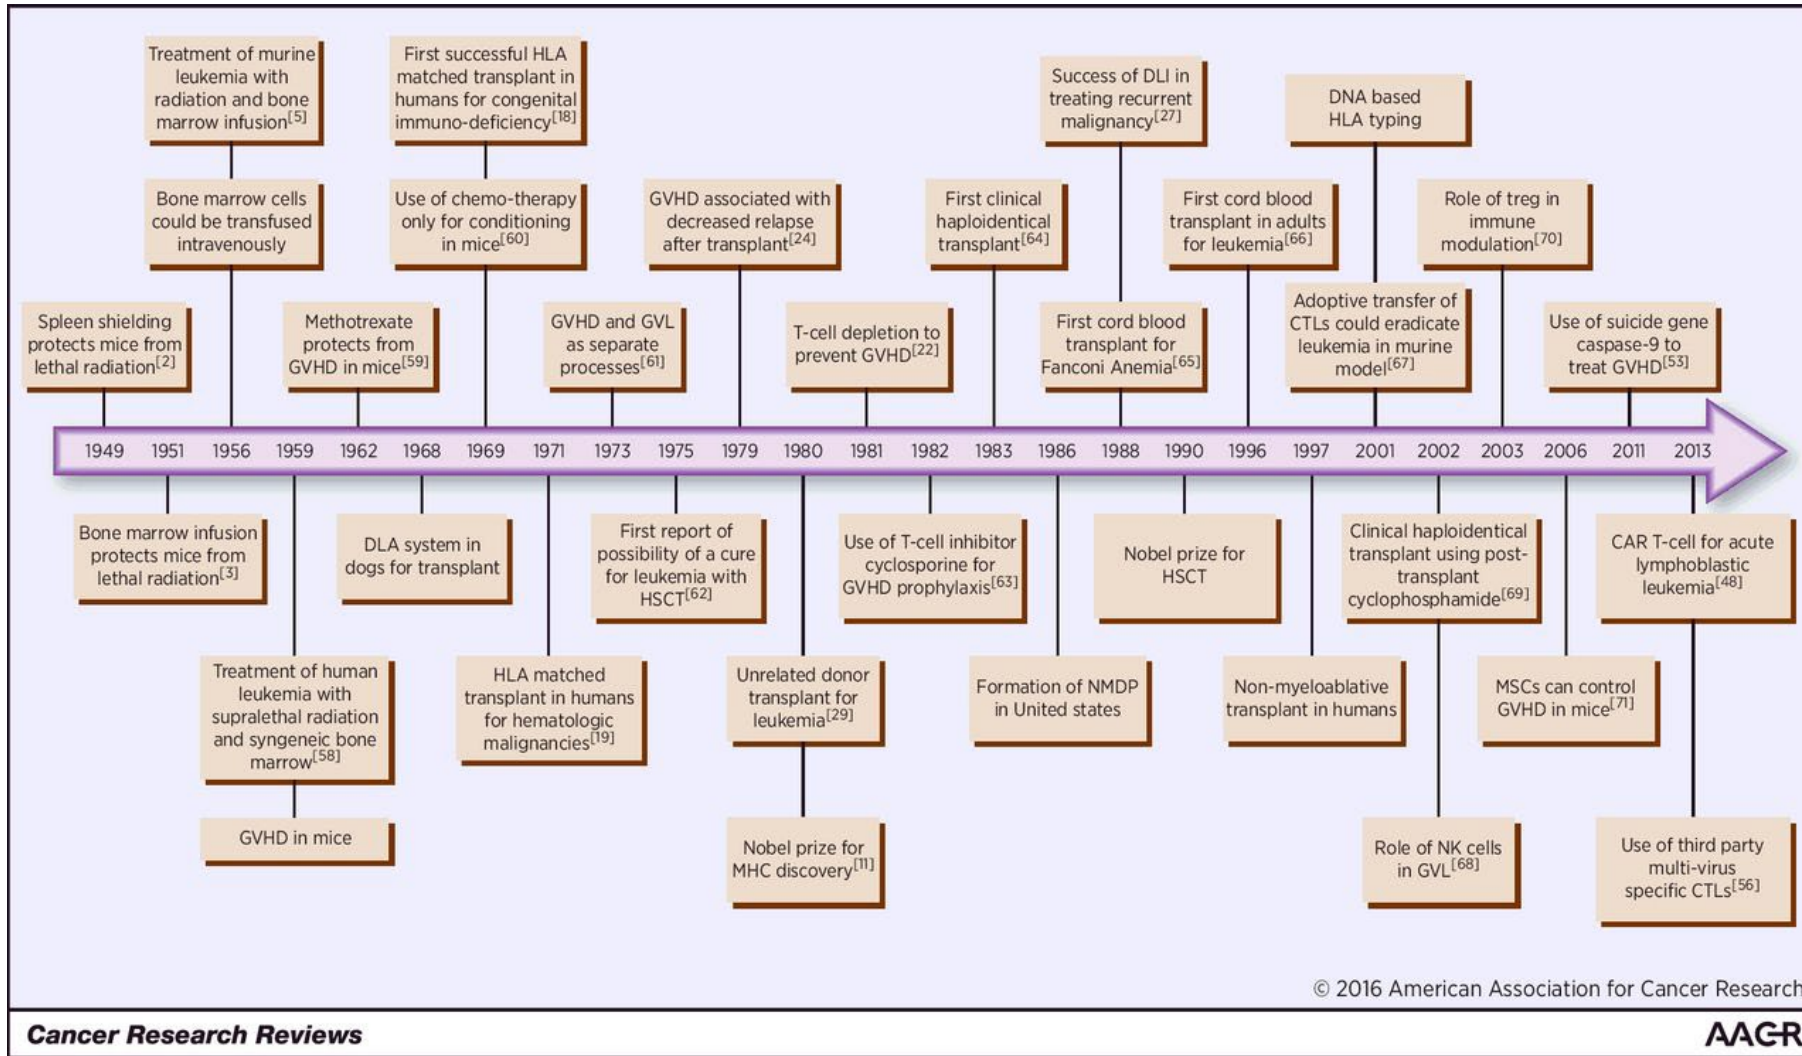 Treatment of murine
leukemia with
radiation and bone
marrow infusion[5]
First successful HLA
matched transplant in
humans for congenital
immuno-deficiency[18]
Success of DLI in
treating recurrent
malignancy[27]
DNA based
HLA typing
Bone marrow cells
could be transfused
intravenously
Use of chemo-therapy
only for conditioning
in mice[60]
GVHD associated with
decreased relapse
after transplant[24]
First clinical
haploidentical
transplant[64]
First cord blood
transplant in adults
for leukemia[66]
Role of treg in
immune
modulation[70]
Spleen shielding
protects mice from
lethal radiation[2]
Methotrexate
protects from
GVHD in mice[59]
GVHD and GVL
as separate
processes[61]
T-cell depletion to
prevent GVHD[22]
First cord blood
transplant for
Fanconi Anemia[65]
Adoptive transfer of
CTLs could eradicate
leukemia in murine
model[67]
Use of suicide gene
caspase-9 to
treat GVHD[53]
1949 1951 1956 1959 1962 1968 1969 1971 1973 1975 1979 1980 1981 1982 1983 1986 1988 1990 1996 1997 2001 2002 2003 2006 2011 2013
Bone marrow infusion
protects mice from
lethal radiation[3]
DLA system in
dogs for transplant
First report of
possibility of a cure
for leukemia with
HSCT[62]
Use of T-cell inhibitor
cyclosporine for
GVHD prophylaxis[63]
Nobel prize for
HSCT
Clinical haploidentical
transplant using post-
transplant
cyclophosphamide[69]
CAR T-cell for acute
lymphoblastic
leukemia[48]
Treatment of human
leukemia with
supralethal radiation
and syngeneic bone
marrow[58]
HLA matched
transplant in humans
for hematologic
malignancies[19]
Unrelated donor
transplant for
leukemia[29]
Formation of NMDP
in United states
Non-myeloablative
transplant in humans
MSCs can control
GVHD in mice[71]
GVHD in mice
Nobel prize for
MHC discovery[11]
Role of NK cells
in GVL[68]
Use of third party
multi-virus
specific CTLs[56]
© 2016 American Association for Cancer Research
Cancer Research Reviews
AACR